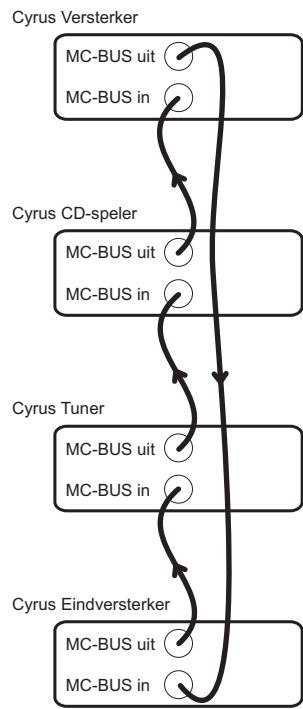 Cyrus Versterker
MC-BUS uit
MC-BUS in
Cyrus CD-speler
MC-BUS uit
MC-BUS in
Cyrus Tuner
MC-BUS uit
MC-BUS in
Cyrus Eindversterker
MC-BUS uit
MC-BUS in